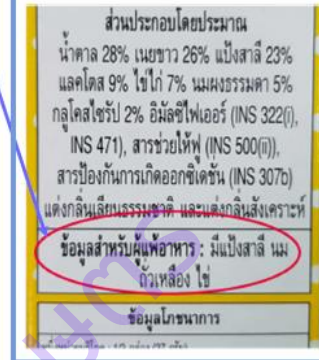 ส่วนประกอบโดยประมาณ
น้ำตาล 28% เนยขาว 26% แป้งสาลี 23%
แลคโตส 9% ไข่ไก่ 7% นมผงธรรมดา 5%
กลูโคสไซรัป 2% อิมัลซิไฟเออร์ (INS 322(i),
INS 471), สารช่วยให้ฟู (INS 500(ii)),
สารป้องกันการเกิดออกซิเดชั่น (INS 307b)
แต่งกลิ่นเลียนธรรมชาติ และแต่งกลิ่นสังเคราะห์
ข้อมูลสำหรับผู้แพ้อาหาร : มีแป้งสาลี นม
ถั่วเหลือง ไข่
ข้อมูลโภชนาการ